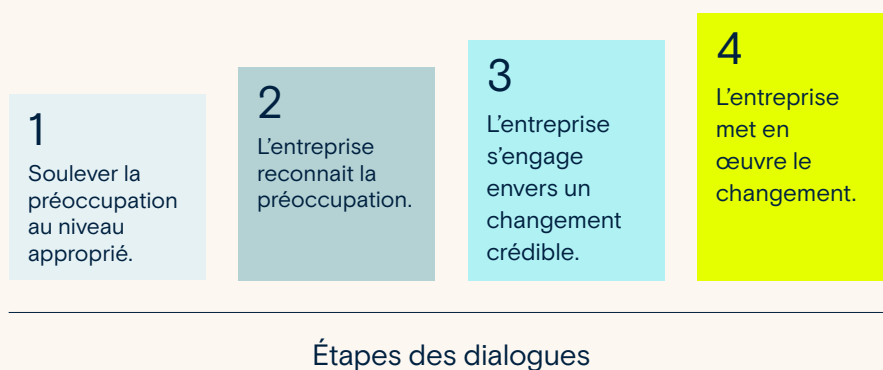 1
Soulever la
préoccupation
au niveau
approprié.
2
L'entreprise
reconnait la
préoccupation.
3
L'entreprise
s'engage
envers un
changement
crédible.
4
L'entreprise
met en
œuvre le
changement.
Étapes des dialogues